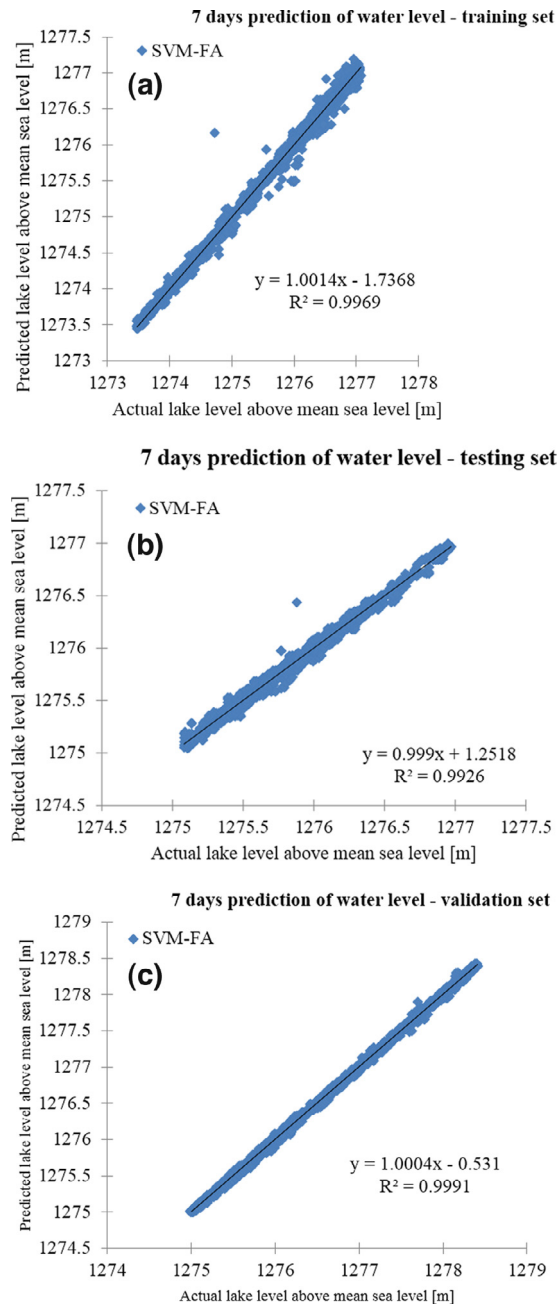 7 days prediction of water level - training set
SVM-FA
(a)
Predicted lake level above mean sea level [m]
1277.5
1277
1276.5
1276
1275.5
1275
1274.5
1274
1273.5
1273
y = 1.0014x - 1.7368
R² = 0.9969
1273 1274 1275 1276 1277 1278
Actual lake level above mean sea level [m]
7 days prediction of water level - testing set
SVM-FA
(b)
Predicted lake level above mean sea level [m]
1277.5
1277
1276.5
1276
1275.5
1275
1274.5
y = 0.999x + 1.2518
R² = 0.9926
1274.5 1275 1275.5 1276 1276.5 1277 1277.5
Actual lake level above mean sea level [m]
7 days prediction of water level - validation set
SVM-FA
(c)
Predicted lake level above mean sea level [m]
1279
1278.5
1278
1277.5
1277
1276.5
1276
1275.5
1275
1274.5
y = 1.0004x - 0.531
R² = 0.9991
1274 1275 1276 1277 1278 1279
Actual lake level above mean sea level [m]